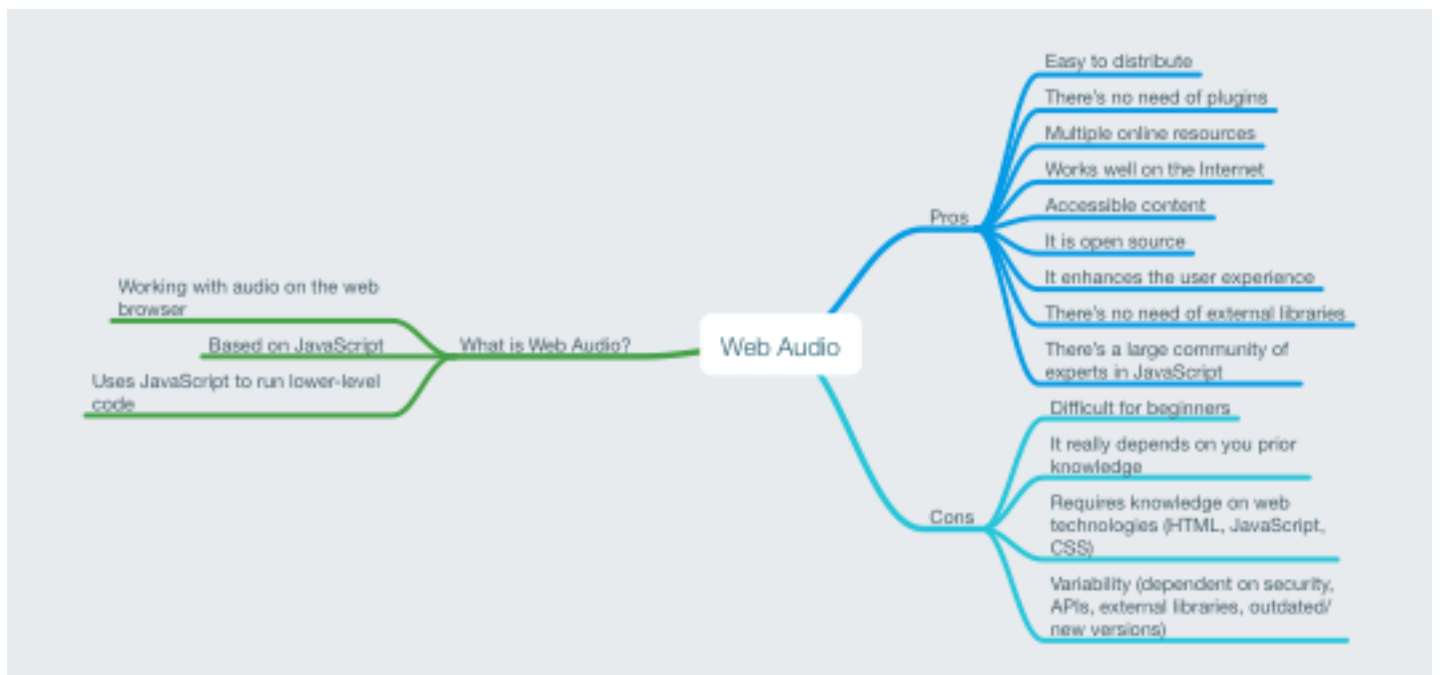 Web Audio
What is Web Audio?
Working with audio on the web
browser
Based on JavaScript
Uses JavaScript to run lower-level
code
Pros
Easy to distribute
There's no need of plugins
Multiple online resources
Works well on the Internet
Accessible content
It is open source
It enhances the user experience
There's no need of external libraries
There's a large community of
experts in JavaScript
Cons
Difficult for beginners
It really depends on you prior
knowledge
Requires knowledge on web
technologies (HTML, JavaScript,
CSS)
Variability (dependent on security,
APIs, external libraries, outdated/
new versions)